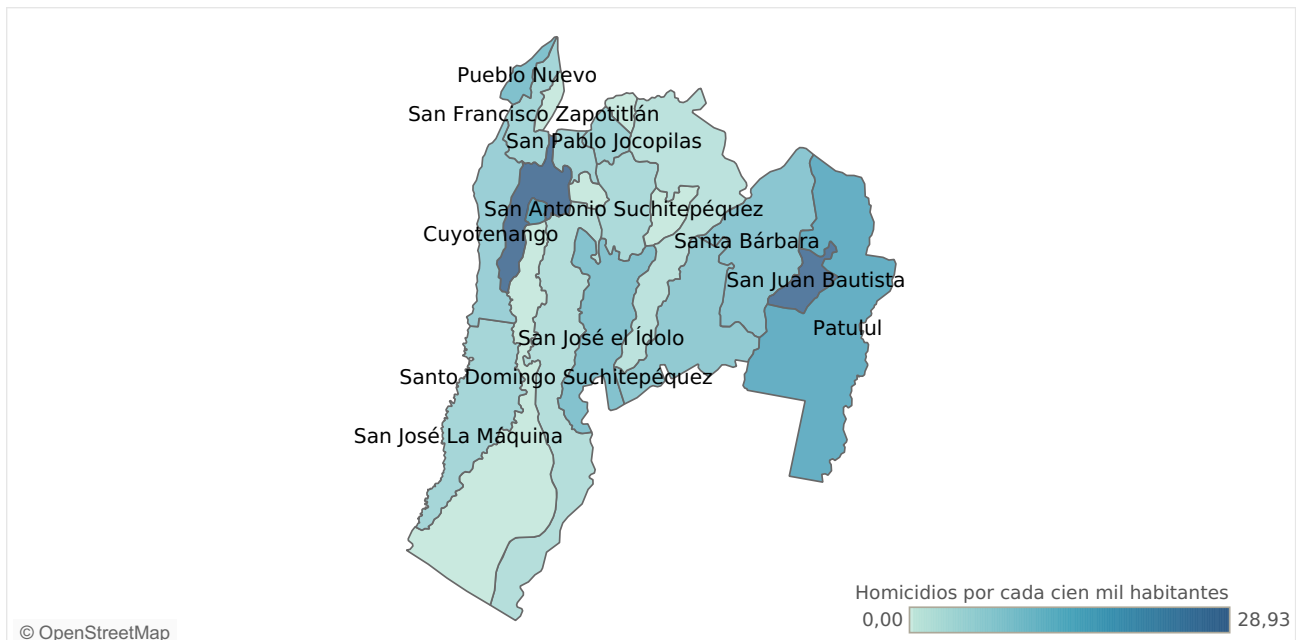 Pueblo Nuevo
San Francisco Zapotitlán
San Pablo Jocopilas
San Antonio Suchitepéquez
Cuyotenango
Santa Bárbara
San Juan Bautista
Patulul
San José el Ídolo
Santo Domingo Suchitepéquez
San José La Máquina
Homicidios por cada cien mil habitantes
0,00 28,93
© OpenStreetMap